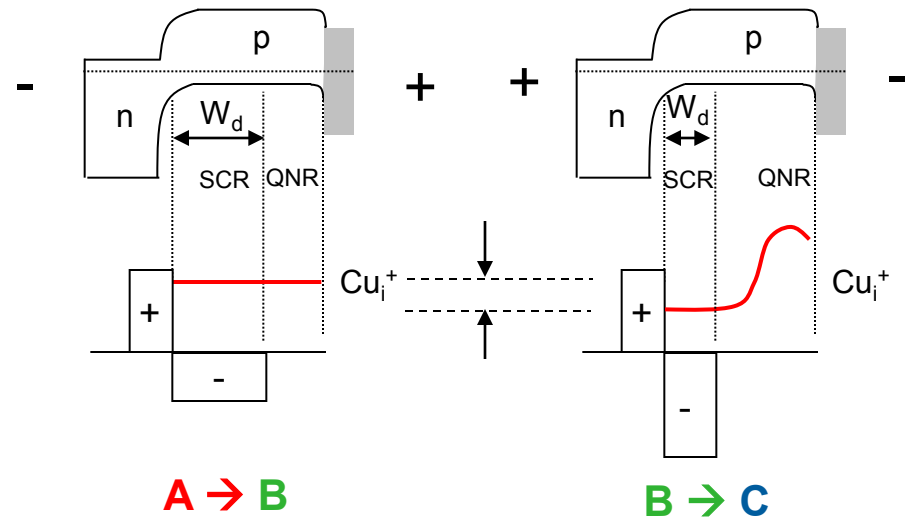 p
p
- + + -
n
W_d
n
W_d
SCR
QNR
SCR
QNR
Cu_i^+
Cu_i^+
+
+
-
-
A → B
B → C